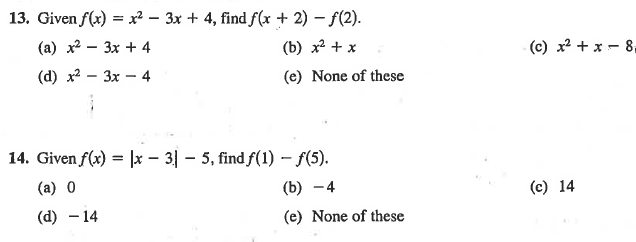 13. Given f(x) = x² − 3x + 4, find f(x + 2) − f(2).
(a) x² − 3x + 4 (b) x² + x (c) x² + x − 8
(d) x² − 3x − 4 (e) None of these
14. Given f(x) = |x − 3| − 5, find f(1) − f(5).
(a) 0 (b) −4 (c) 14
(d) −14 (e) None of these